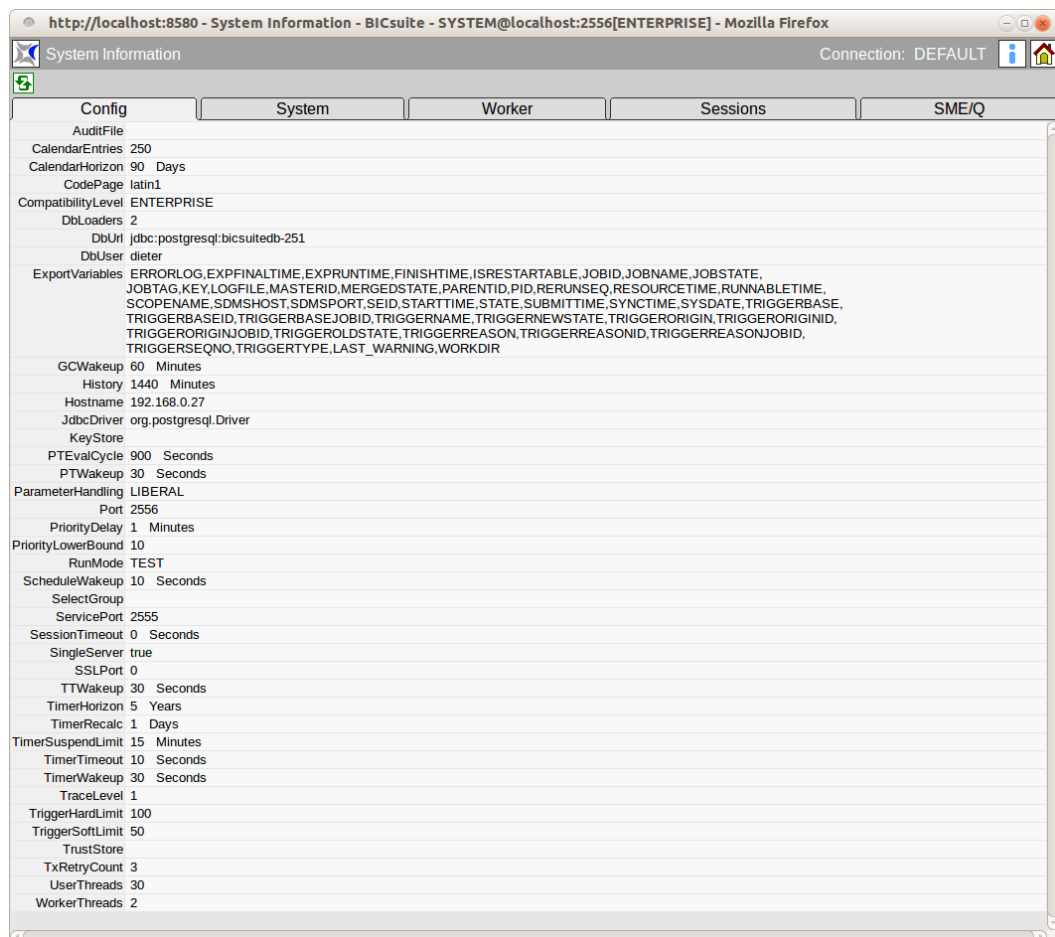 http://localhost:8580 - System Information - BICsuite - SYSTEM@localhost:2556[ENTERPRISE] - Mozilla Firefox
System Information Connection: DEFAULT
Config System Worker Sessions SME/Q
AuditFile
CalendarEntries 250
CalendarHorizon 90 Days
CodePage latin1
CompatibilityLevel ENTERPRISE
DbLoaders 2
DbUrl jdbc:postgresql:bicsuitedb-251
DbUser dieter
ExportVariables ERRORLOG,EXPFINALTIME,EXPRUNTIME,FINISHTIME,ISRESTARTABLE,JOBID,JOBNAME,JOBSTATE,
JOBTAG,KEY,LOGFILE,MASTERID,MERGEDSTATE,PARENTID,PID,RERUNSEQ,RESOURCETIME,RUNNABLETIME,
SCOPENAME,SDMSHOST,SDMSPORT,SEID,STARTTIME,STATE,SUBMITTIME,SYNCTIME,SYSDATE,TRIGGERBASE,
TRIGGERBASEID,TRIGGERBASEJOBID,TRIGGERNAME,TRIGGERNEWSTATE,TRIGGERORIGIN,TRIGGERORIGINID,
TRIGGERORIGINJOBID,TRIGGEROLDSTATE,TRIGGERREASON,TRIGGERREASONID,TRIGGERREASONJOBID,
TRIGGERSEQNO,TRIGGERTYPE,LAST_WARNING,WORKDIR
GCWakeup 60 Minutes
History 1440 Minutes
Hostname 192.168.0.27
JdbcDriver org.postgresql.Driver
KeyStore
PTEvalCycle 900 Seconds
PTWakeup 30 Seconds
ParameterHandling LIBERAL
Port 2556
PriorityDelay 1 Minutes
PriorityLowerBound 10
RunMode TEST
ScheduleWakeup 10 Seconds
SelectGroup
ServicePort 2555
SessionTimeout 0 Seconds
SingleServer true
SSLPort 0
TTWakeup 30 Seconds
TimerHorizon 5 Years
TimerRecalc 1 Days
TimerSuspendLimit 15 Minutes
TimerTimeout 10 Seconds
TimerWakeup 30 Seconds
TraceLevel 1
TriggerHardLimit 100
TriggerSoftLimit 50
TrustStore
TxRetryCount 3
UserThreads 30
WorkerThreads 2